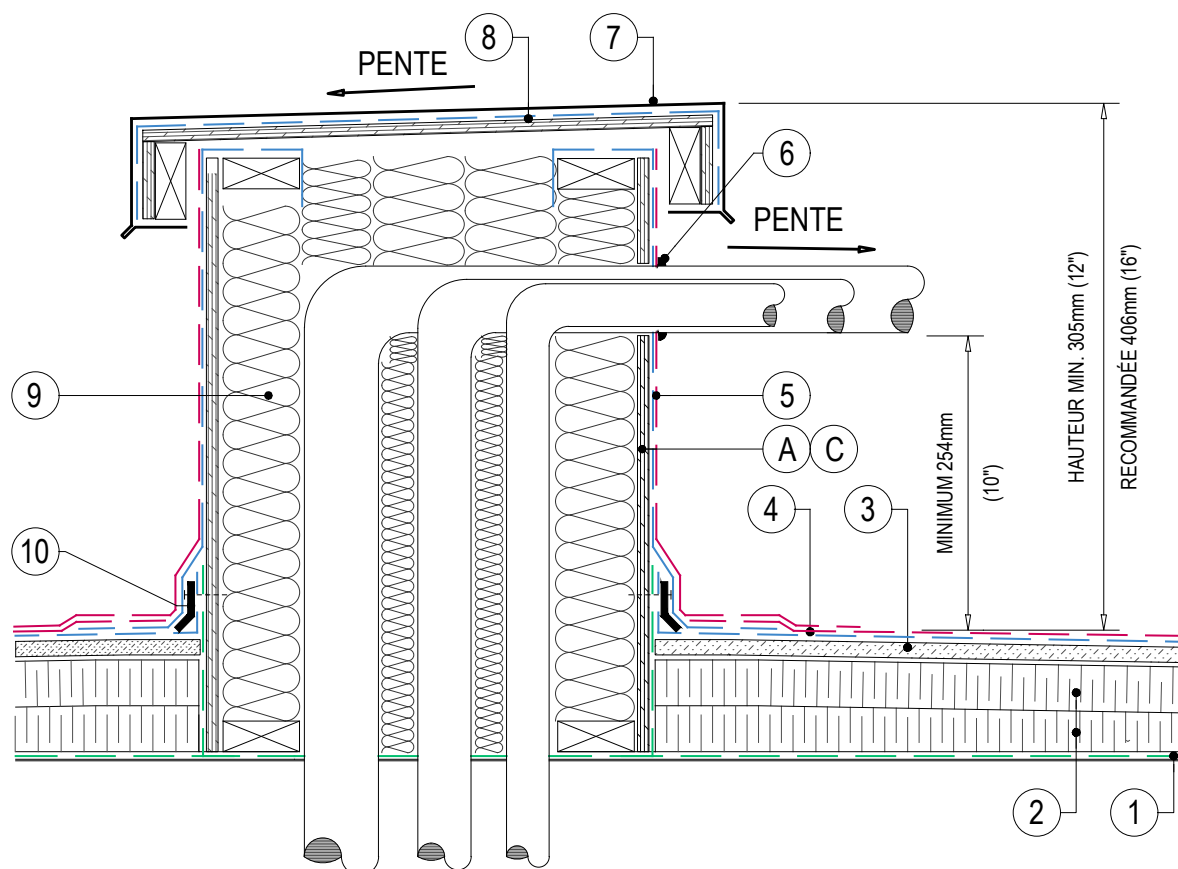 8
7
PENTE
6
PENTE
HAUTEUR MIN. 305mm (12")
RECOMMANDÉE 406mm (16")
9
5
A
C
MINIMUM 254mm
(10")
4
3
10
2
1